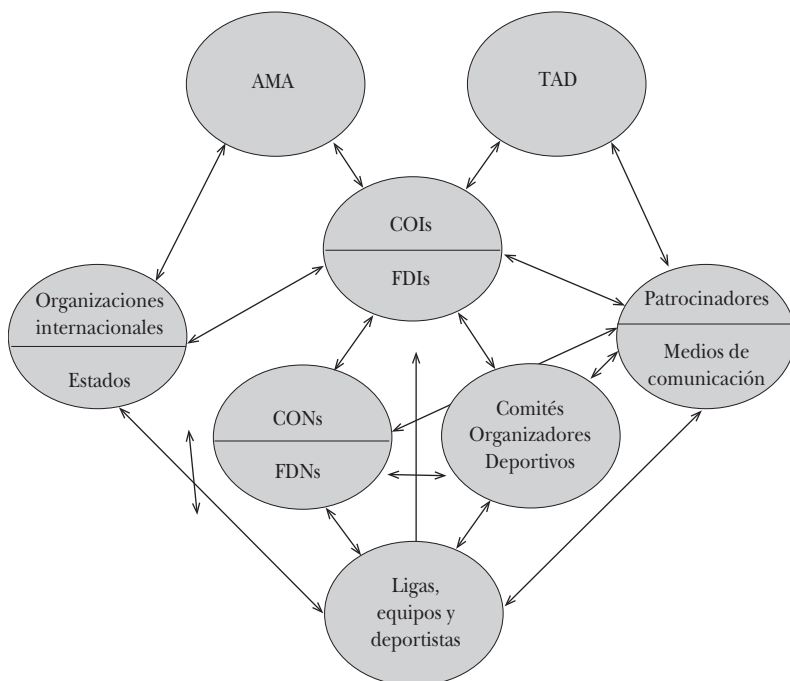 AMA
TAD
COIs
FDIs
Organizaciones
internacionales
Estados
Patrocinadores
Medios de
comunicación
CONs
FDNs
Comités
Organizadores
Deportivos
Ligas,
equipos y
deportistas